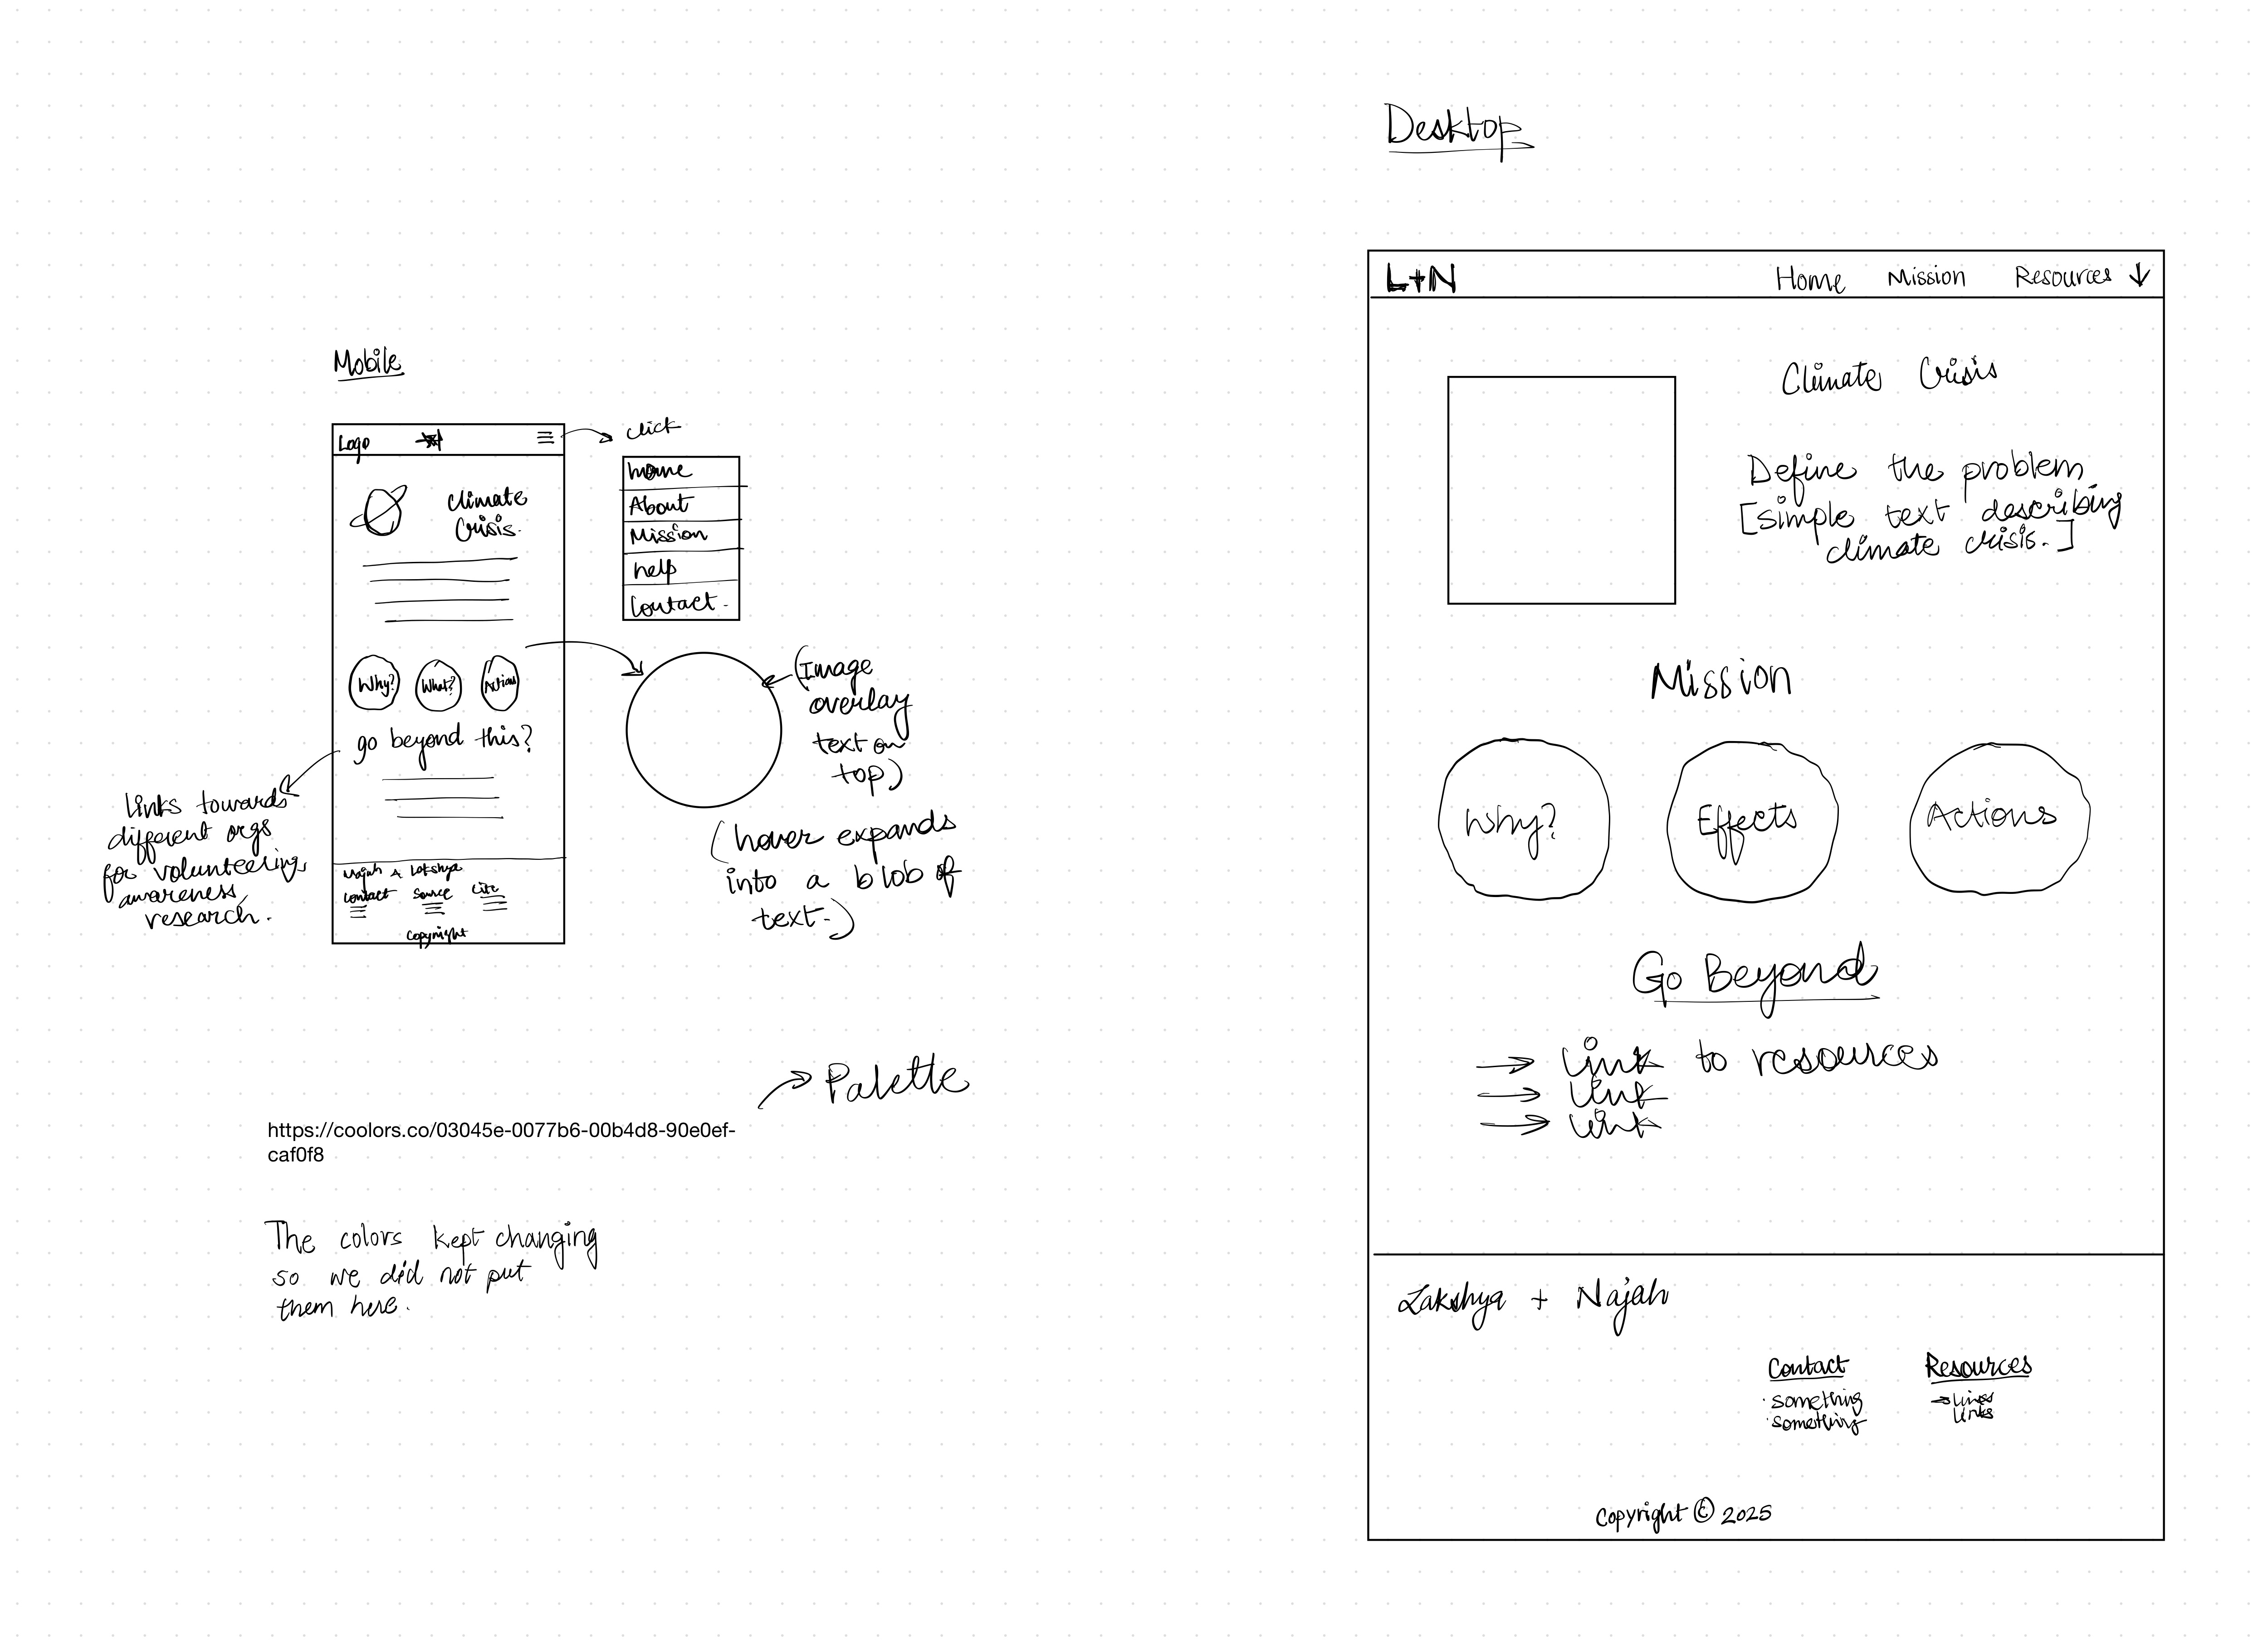 Mobile
Logo
click
Climate
Crisis.
home
About
Mission
help
Contact.
Why?
What?
Actions
(Image
overlay
text on
top)
go beyond this?
(hover expands
into a blob of
text.)
links towards
different orgs
for volunteering,
awareness,
research.
Najah & Lakshya
contact source Cite
Copyright
Palette
https://coolors.co/03045e-0077b6-00b4d8-90e0ef-
caf0f8
The colors kept changing
so we did not put
them here.
Desktop
L+N Home Mission Resources ↓
Climate Crisis
Define the problem
[simple text describing
climate crisis.]
Mission
Why? Effects Actions
Go Beyond
→ link to resources
→ link
→ link
Lakshya + Najah
Contact
· something
· something
Resources
→ links
links
Copyright © 2025